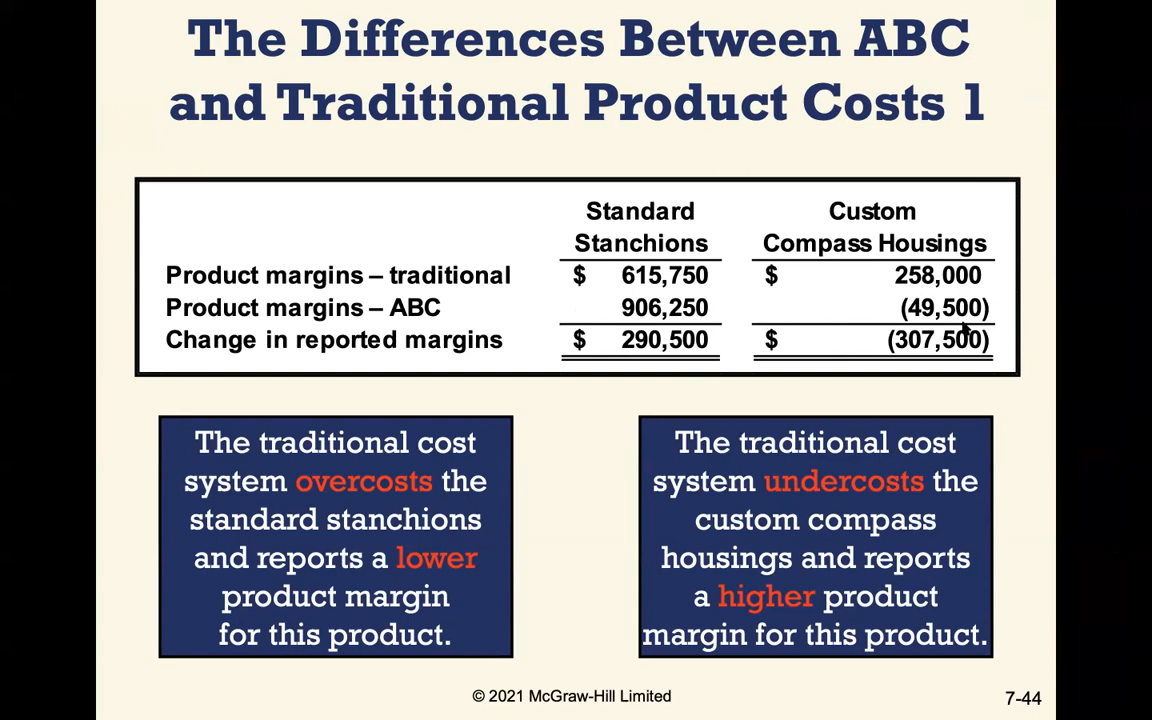 The Differences Between ABC
and Traditional Product Costs 1
Standard Custom
Stanchions Compass Housings
Product margins – traditional $ 615,750 $ 258,000
Product margins – ABC 906,250 (49,500)
Change in reported margins $ 290,500 $ (307,500)
The traditional cost
system overcosts the
standard stanchions
and reports a lower
product margin
for this product.
The traditional cost
system undercosts the
custom compass
housings and reports
a higher product
margin for this product.
© 2021 McGraw-Hill Limited
7-44